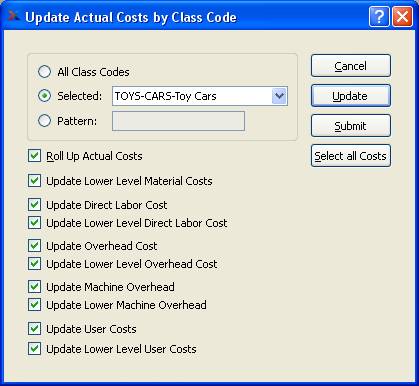 Update Actual Costs by Class Code
All Class Codes
Selected: TOYS-CARS-Toy Cars
Pattern:
Cancel
Update
Submit
Select all Costs
Roll Up Actual Costs
Update Lower Level Material Costs
Update Direct Labor Cost
Update Lower Level Direct Labor Cost
Update Overhead Cost
Update Lower Level Overhead Cost
Update Machine Overhead
Update Lower Machine Overhead
Update User Costs
Update Lower Level User Costs